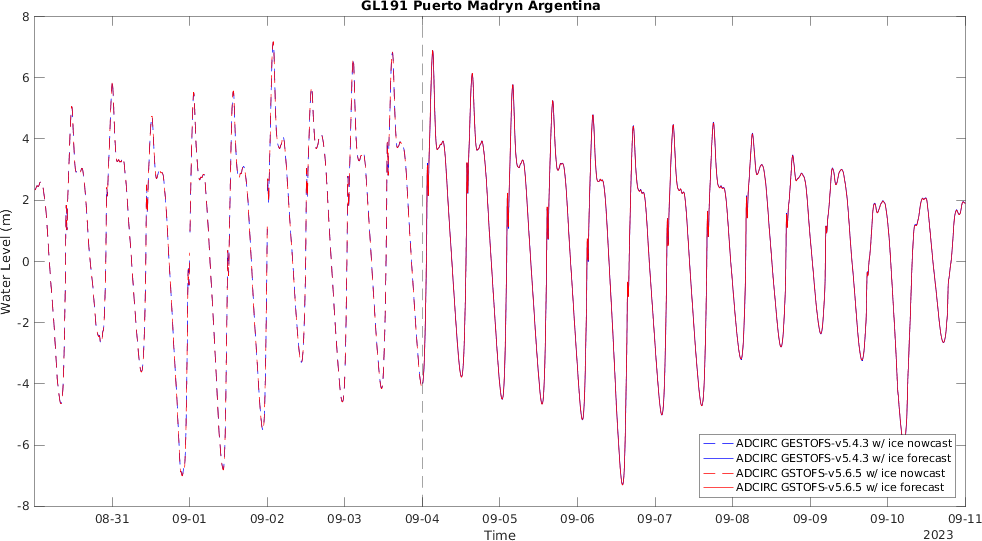 GL191 Puerto Madryn Argentina
8
6
4
2
0
-2
-4
-6
-8
Water Level (m)
08-31 09-01 09-02 09-03 09-04 09-05 09-06 09-07 09-08 09-09 09-10 09-11
Time
2023
ADCIRC GESTOFS-v5.4.3 w/ ice nowcast
ADCIRC GESTOFS-v5.4.3 w/ ice forecast
ADCIRC GSTOFS-v5.6.5 w/ ice nowcast
ADCIRC GSTOFS-v5.6.5 w/ ice forecast